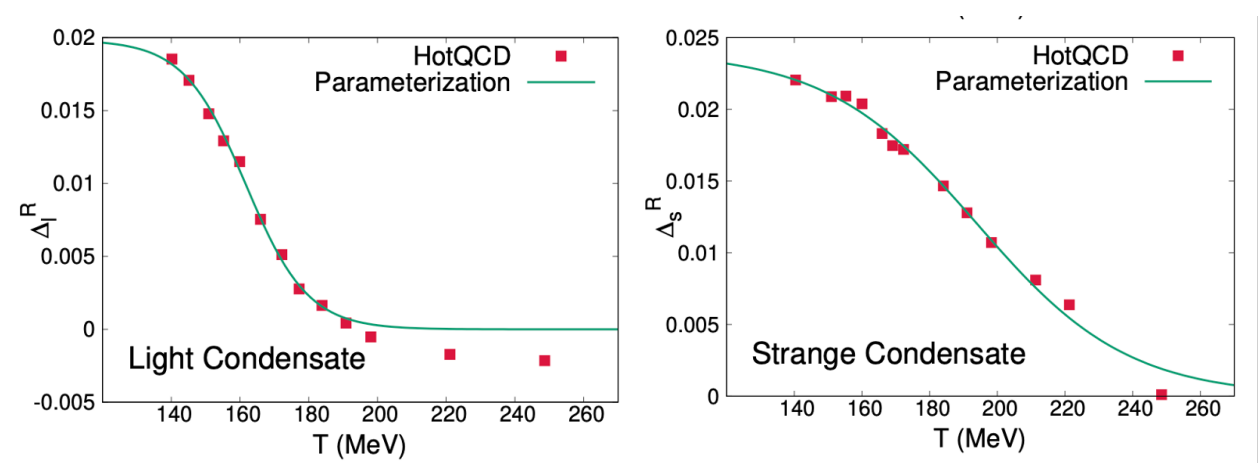 0.02
0.015
0.01
0.005
0
-0.005
Δ_l^R
HotQCD
Parameterization
Light Condensate
140 160 180 200 220 240 260
T (MeV)
0.025
0.02
0.015
0.01
0.005
0
Δ_s^R
HotQCD
Parameterization
Strange Condensate
140 160 180 200 220 240 260
T (MeV)